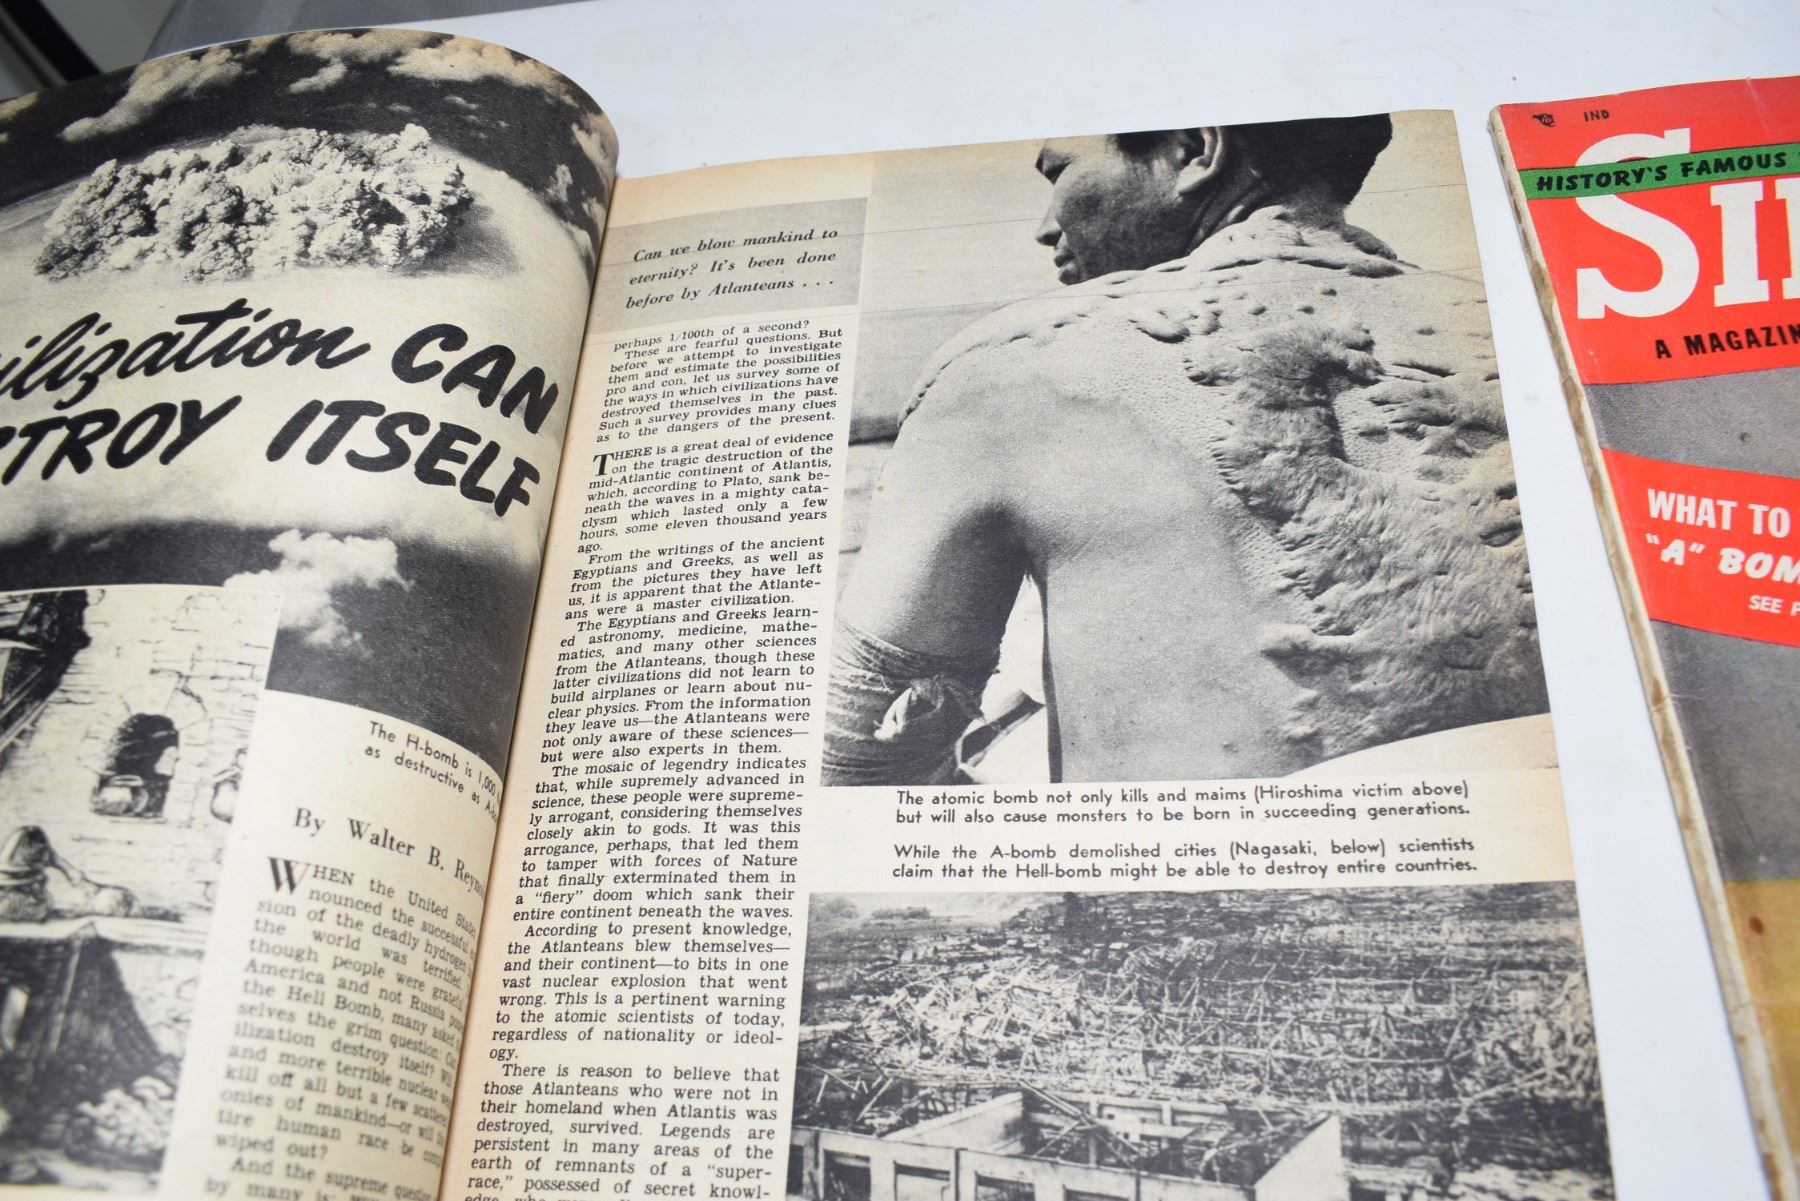 CAN
ITSELF
The H-bomb is 1,000
as destructive as
By Walter B.
WHEN the United States
nounced the successful
sion of the deadly hydrogen
the world was terrified,
though people were
America and not Russia
the Hell Bomb, many asked
selves the grim question:
ilization destroy itself?
and more terrible nuclear
kill off all but a few
onies of mankind—or will
tire human race be
wiped out?
And the supreme question
by many is:
Can we blow mankind to
eternity? It's been done
before by Atlanteans . . .
perhaps 1/100th of a second?
These are fearful questions. But
before we attempt to investigate
them and estimate the possibilities
pro and con, let us survey some of
the ways in which civilizations have
destroyed themselves in the past.
Such a survey provides many clues
as to the dangers of the present.
THERE is a great deal of evidence
on the tragic destruction of the
mid-Atlantic continent of Atlantis,
which, according to Plato, sank be-
neath the waves in a mighty cata-
clysm which lasted only a few
hours, some eleven thousand years
ago.
From the writings of the ancient
Egyptians and Greeks, as well as
from the pictures they have left
us, it is apparent that the Atlante-
ans were a master civilization.
The Egyptians and Greeks learn-
ed astronomy, medicine, mathe-
matics, and many other sciences
from the Atlanteans, though these
latter civilizations did not learn to
build airplanes or learn about nu-
clear physics. From the information
they leave us—the Atlanteans were
not only aware of these sciences—
but were also experts in them.
The mosaic of legendry indicates
that, while supremely advanced in
science, these people were supreme-
ly arrogant, considering themselves
closely akin to gods. It was this
arrogance, perhaps, that led them
to tamper with forces of Nature
that finally exterminated them in
a "fiery" doom which sank their
entire continent beneath the waves.
According to present knowledge,
the Atlanteans blew themselves—
and their continent—to bits in one
vast nuclear explosion that went
wrong. This is a pertinent warning
to the atomic scientists of today,
regardless of nationality or ideol-
ogy.
There is reason to believe that
those Atlanteans who were not in
their homeland when Atlantis was
destroyed, survived. Legends are
persistent in many areas of the
earth of remnants of a "super-
race," possessed of secret knowl-
The atomic bomb not only kills and maims (Hiroshima victim above)
but will also cause monsters to be born in succeeding generations.
While the A-bomb demolished cities (Nagasaki, below) scientists
claim that the Hell-bomb might be able to destroy entire countries.
IND
HISTORY'S FAMOUS
A MAGAZIN
WHAT TO
"A" BOM
SEE P